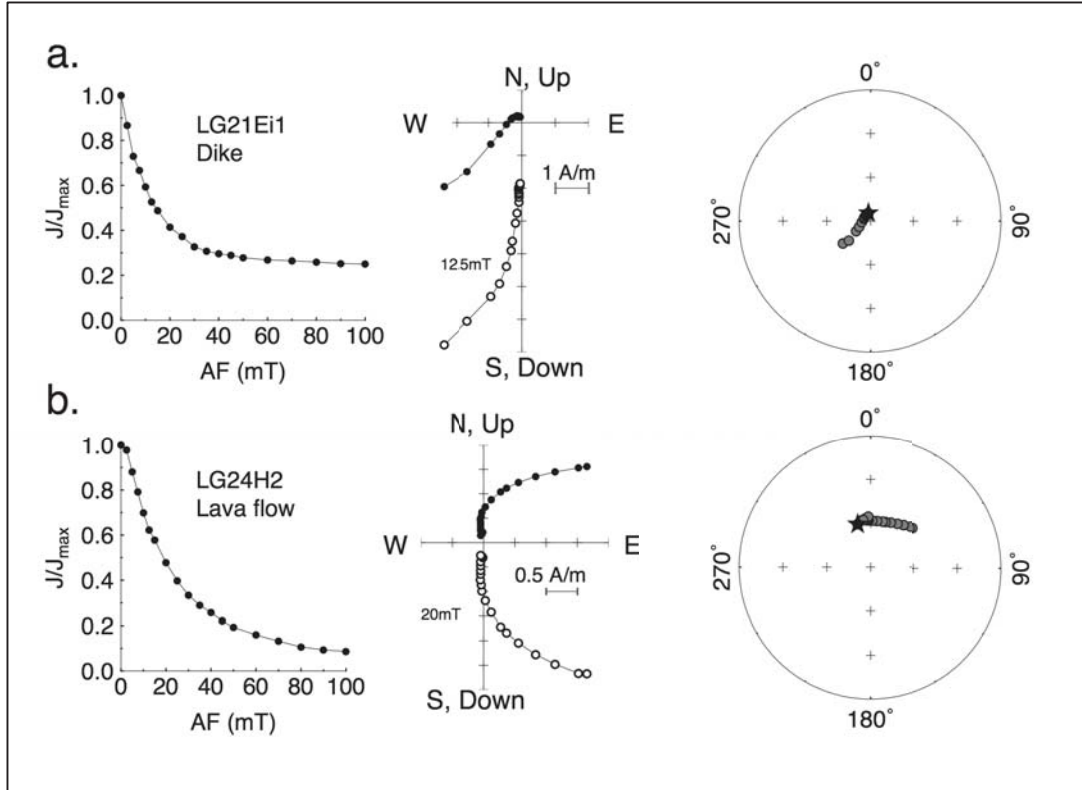 a.
1.0
0.8
0.6
0.4
0.2
0.0
J/Jmax
LG21Ei1
Dike
0 20 40 60 80 100
AF (mT)
N, Up
W
E
1 A/m
12.5mT
S, Down
0°
270°
90°
180°
b.
1.0
0.8
0.6
0.4
0.2
0.0
J/Jmax
LG24H2
Lava flow
0 20 40 60 80 100
AF (mT)
N, Up
W
E
0.5 A/m
20mT
S, Down
0°
270°
90°
180°